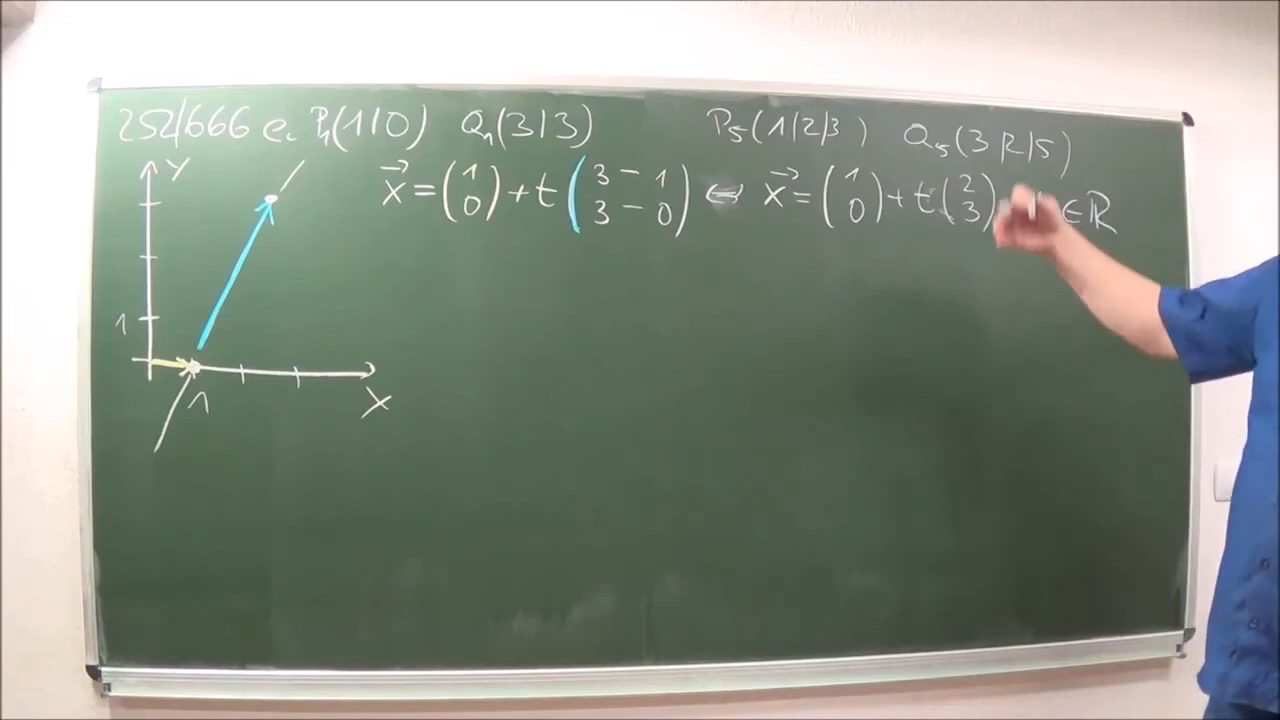 252/666 e. P₁(1|0) Q₁(3|3) P₅(1|2|3) Q₅(3|2|5)
Y
x⃗ = (1 0) + t (3 - 1 3 - 0) ⇔ x⃗ = (1 0) + t · (2 3) ∈ ℝ
1
1
X